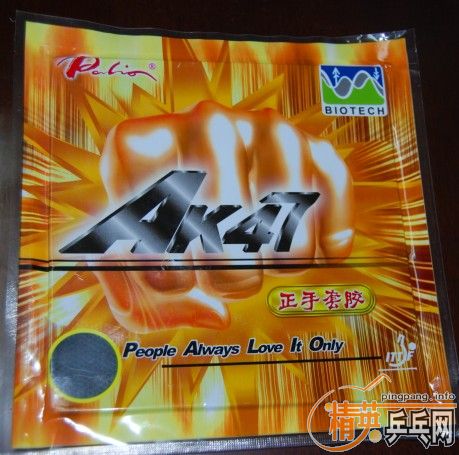 Palio®
BIOTECH
AK47
正手套胶
People Always Love It Only
ITTF
pingpang.info
精英乒乓网